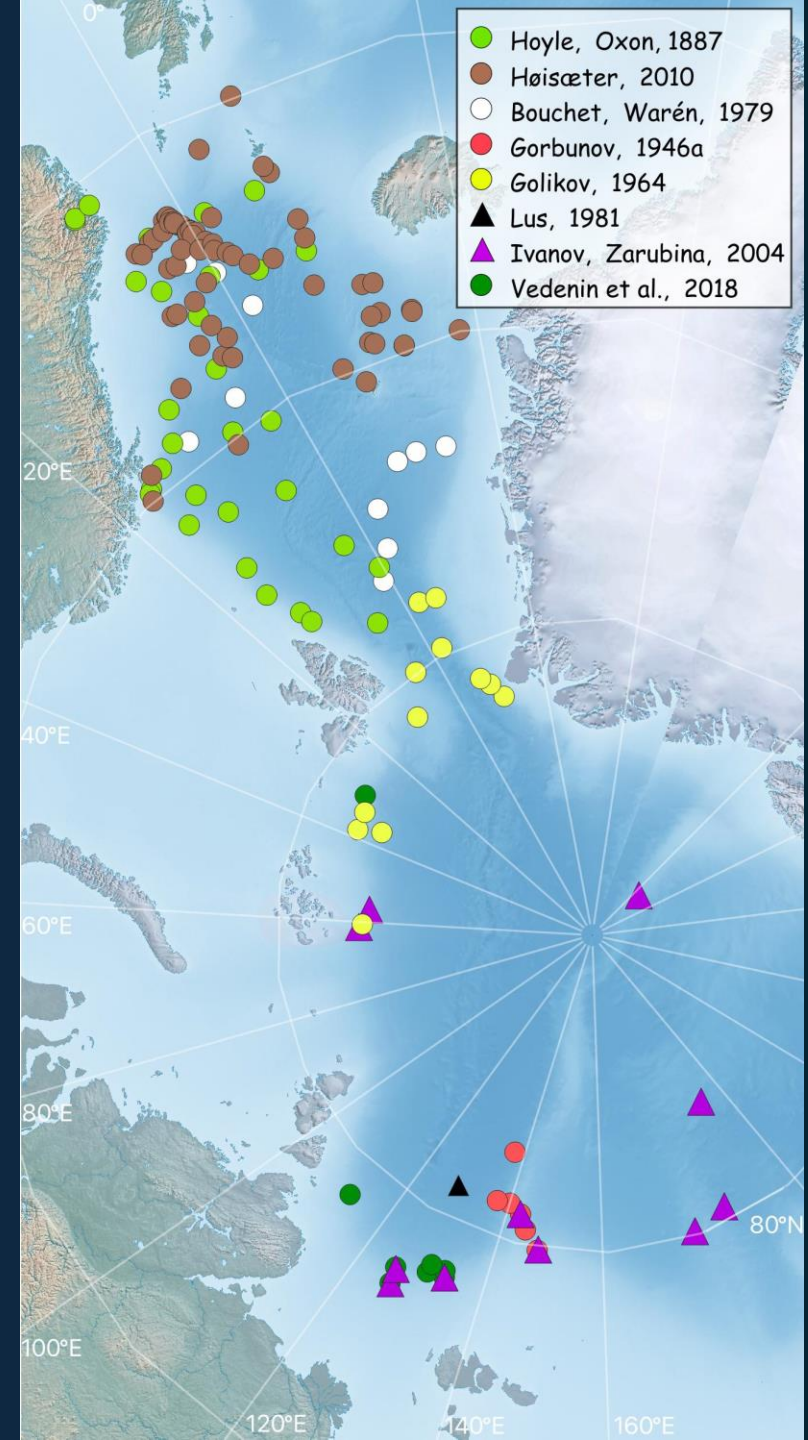 0°
Hoyle, Oxon, 1887
Høisæter, 2010
Bouchet, Warén, 1979
Gorbunov, 1946a
Golikov, 1964
Lus, 1981
Ivanov, Zarubina, 2004
Vedenin et al., 2018
20°E
40°E
60°E
80°E
80°N
100°E
120°E
140°E
160°E